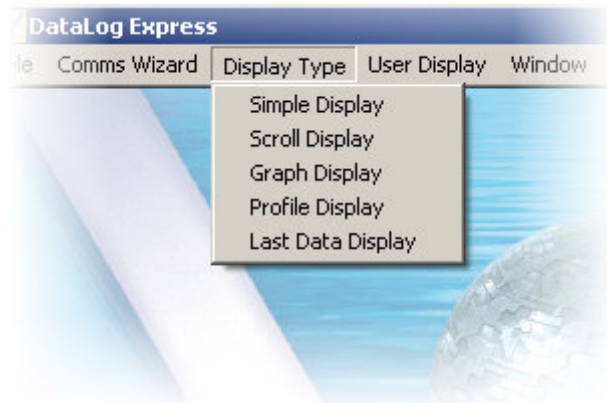 DataLog Express
Comms Wizard Display Type User Display Window
Simple Display
Scroll Display
Graph Display
Profile Display
Last Data Display